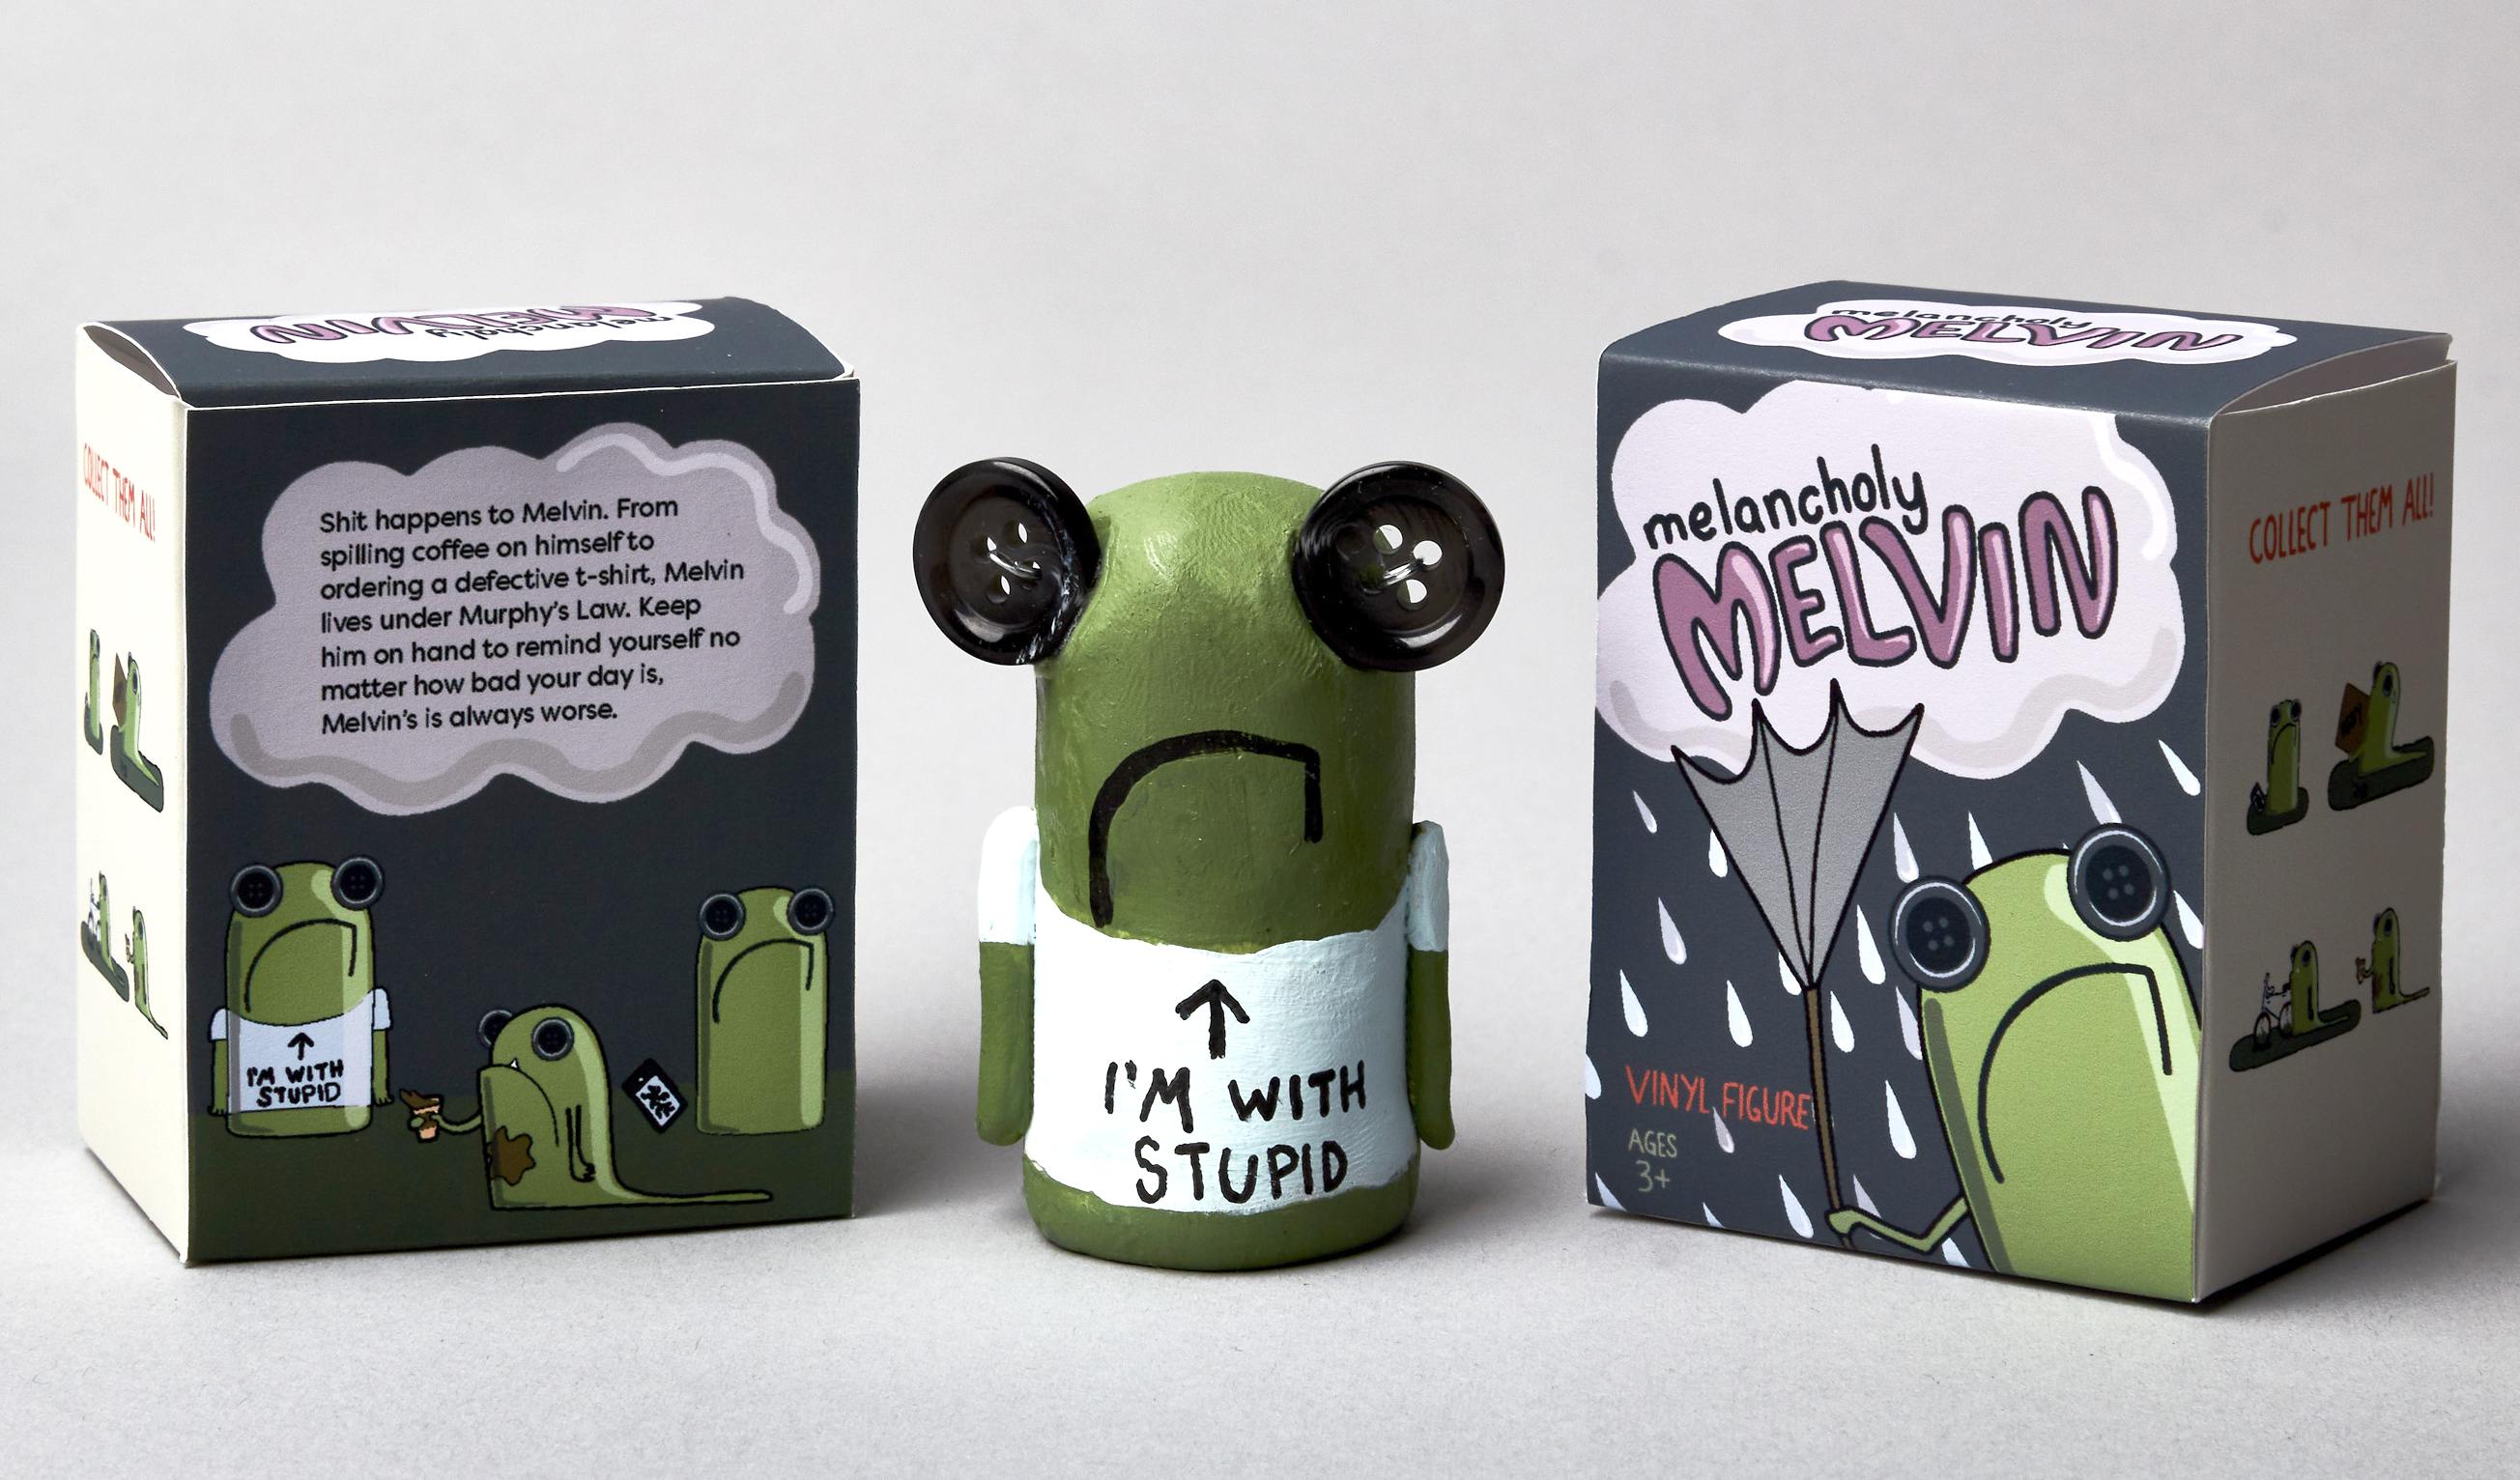 melancholy
MELVIN
COLLECT THEM ALL!
Shit happens to Melvin. From
spilling coffee on himself to
ordering a defective t-shirt, Melvin
lives under Murphy's Law. Keep
him on hand to remind yourself no
matter how bad your day is,
Melvin's is always worse.
I'M WITH
STUPID
I'M WITH
STUPID
melancholy
MELVIN
melancholy
MELVIN
VINYL FIGURE
AGES
3+
COLLECT THEM ALL!